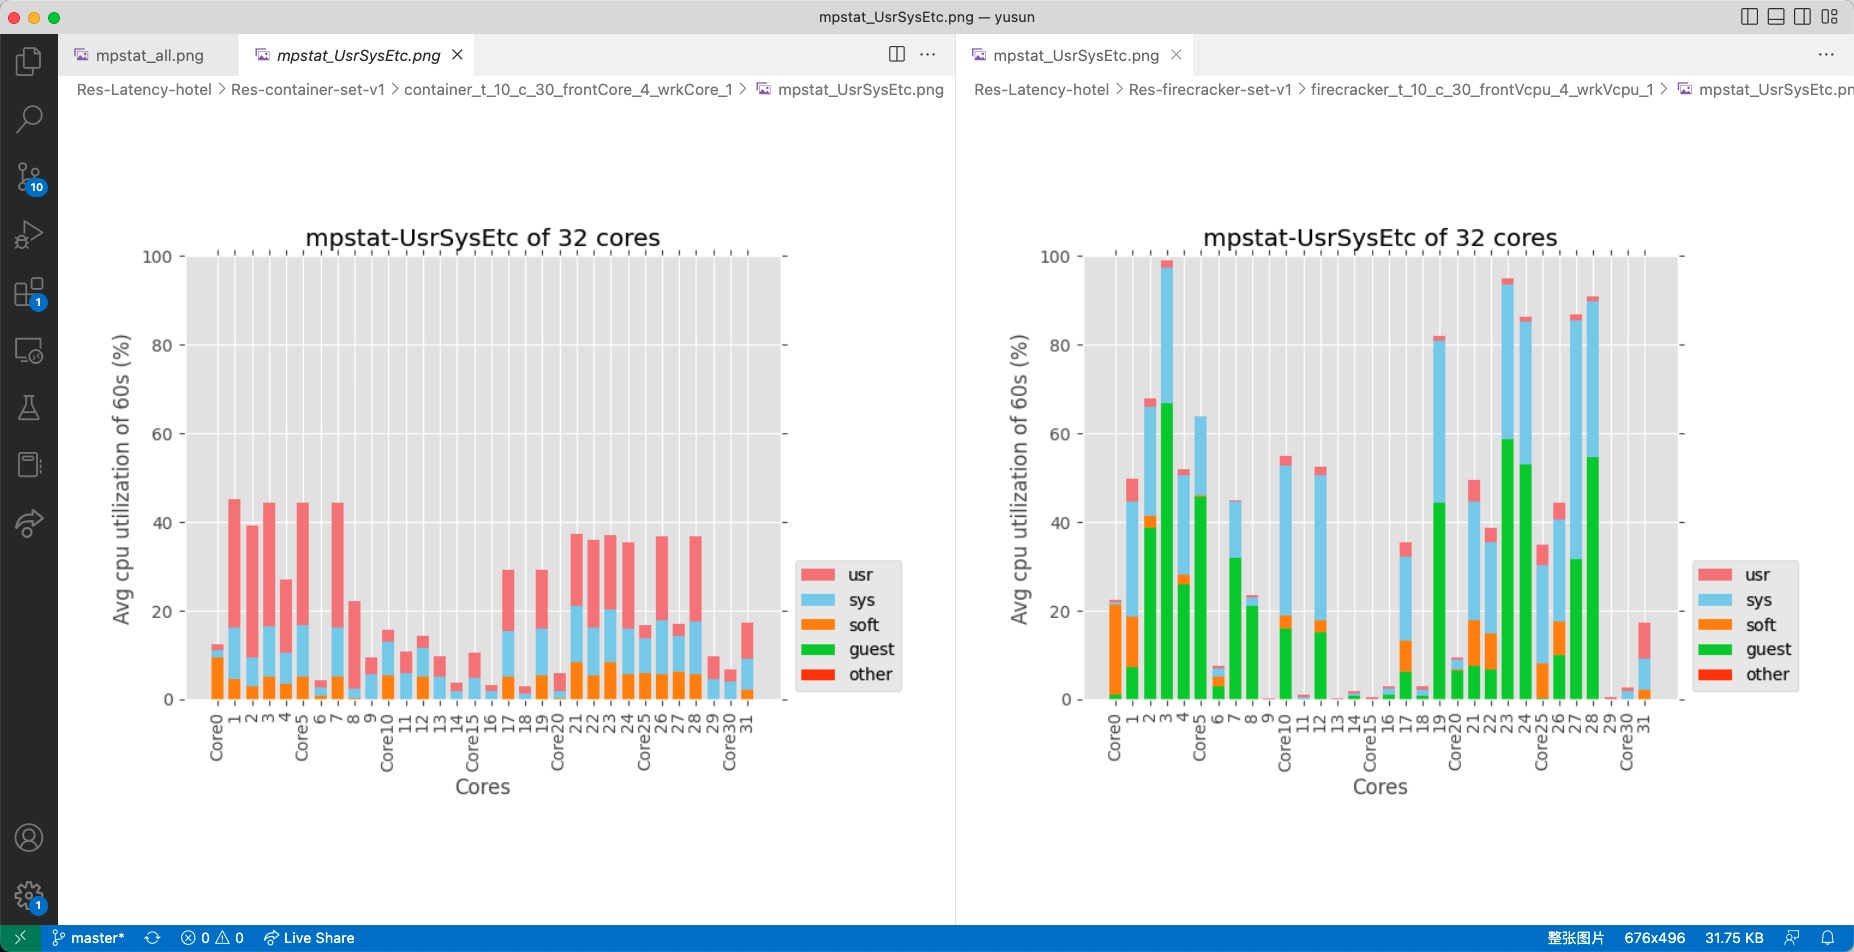 mpstat_UsrSysEtc.png — yusun
mpstat_all.png
mpstat_UsrSysEtc.png
Res-Latency-hotel > Res-container-set-v1 > container_t_10_c_30_frontCore_4_wrkCore_1 > mpstat_UsrSysEtc.png
mpstat-UsrSysEtc of 32 cores
Avg cpu utilization of 60s (%)
100
80
60
40
20
0
Core0 1 2 3 4 Core5 6 7 8 9 Core10 11 12 13 14 Core15 16 17 18 19 Core20 21 22 23 24 Core25 26 27 28 29 Core30 31
Cores
usr
sys
soft
guest
other
mpstat_UsrSysEtc.png
Res-Latency-hotel > Res-firecracker-set-v1 > firecracker_t_10_c_30_frontVcpu_4_wrkVcpu_1 > mpstat_UsrSysEtc.pn
mpstat-UsrSysEtc of 32 cores
Avg cpu utilization of 60s (%)
100
80
60
40
20
0
Core0 1 2 3 4 Core5 6 7 8 9 Core10 11 12 13 14 Core15 16 17 18 19 Core20 21 22 23 24 Core25 26 27 28 29 Core30 31
Cores
usr
sys
soft
guest
other
10
1
1
master* 0 0 Live Share 整张图片 676x496 31.75 KB